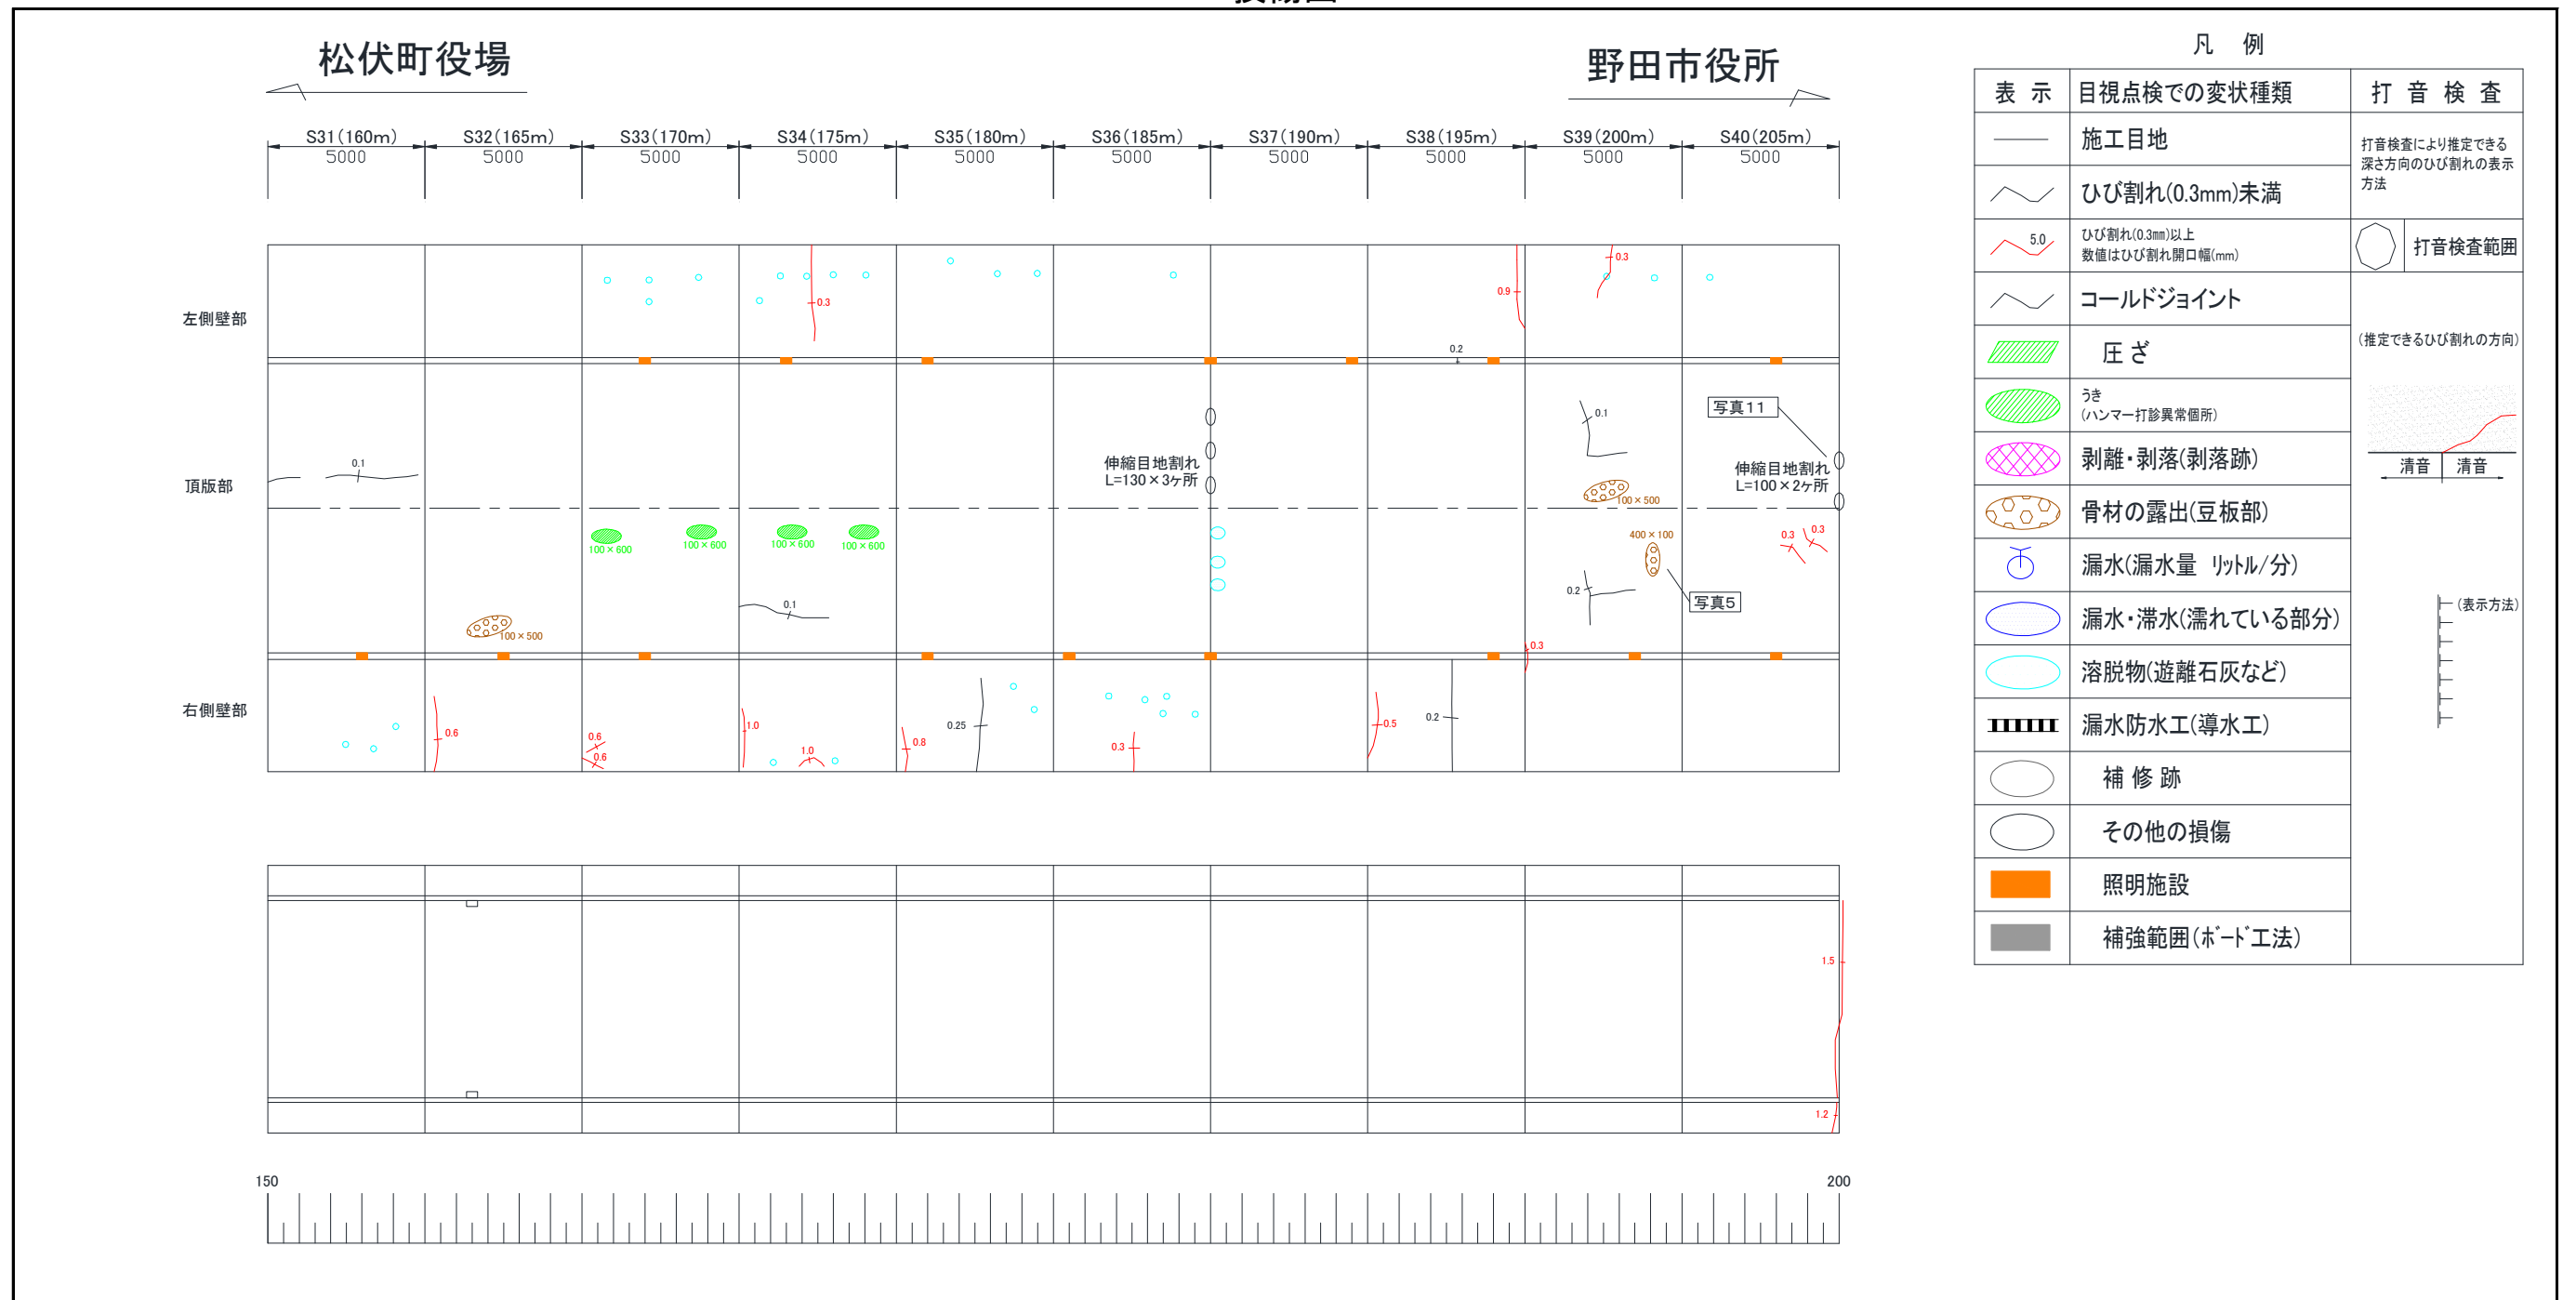 松伏町役場
野田市役所
S31(160m)
S32(165m)
S33(170m)
S34(175m)
S35(180m)
S36(185m)
S37(190m)
S38(195m)
S39(200m)
S40(205m)
5000
5000
5000
5000
5000
5000
5000
5000
5000
5000
左側壁部
0.3
0.9
0.3
0.2
頂版部
0.1
0.1
写真11
伸縮目地割れ
L=130×3ヶ所
伸縮目地割れ
L=100×2ヶ所
100×500
100×600
100×600
100×600
100×600
400×100
0.3
0.3
0.1
0.2
写真5
100×500
0.3
右側壁部
0.6
0.6
0.6
1.0
1.0
0.8
0.25
0.3
0.5
0.2
1.5
1.2
150
200
凡 例
表 示
目視点検での変状種類
打 音 検 査
施工目地
打音検査により推定できる
深さ方向のひび割れの表示
方法
ひび割れ(0.3mm)未満
5.0
ひび割れ(0.3mm)以上
数値はひび割れ開口幅(mm)
打音検査範囲
コールドジョイント
圧 ざ
(推定できるひび割れの方向)
うき
(ハンマー打診異常個所)
剥離・剥落(剥落跡)
清音
清音
骨材の露出(豆板部)
漏水(漏水量 リットル/分)
漏水・滞水(濡れている部分)
(表示方法)
溶脱物(遊離石灰など)
漏水防水工(導水工)
補 修 跡
その他の損傷
照明施設
補強範囲(ボード工法)